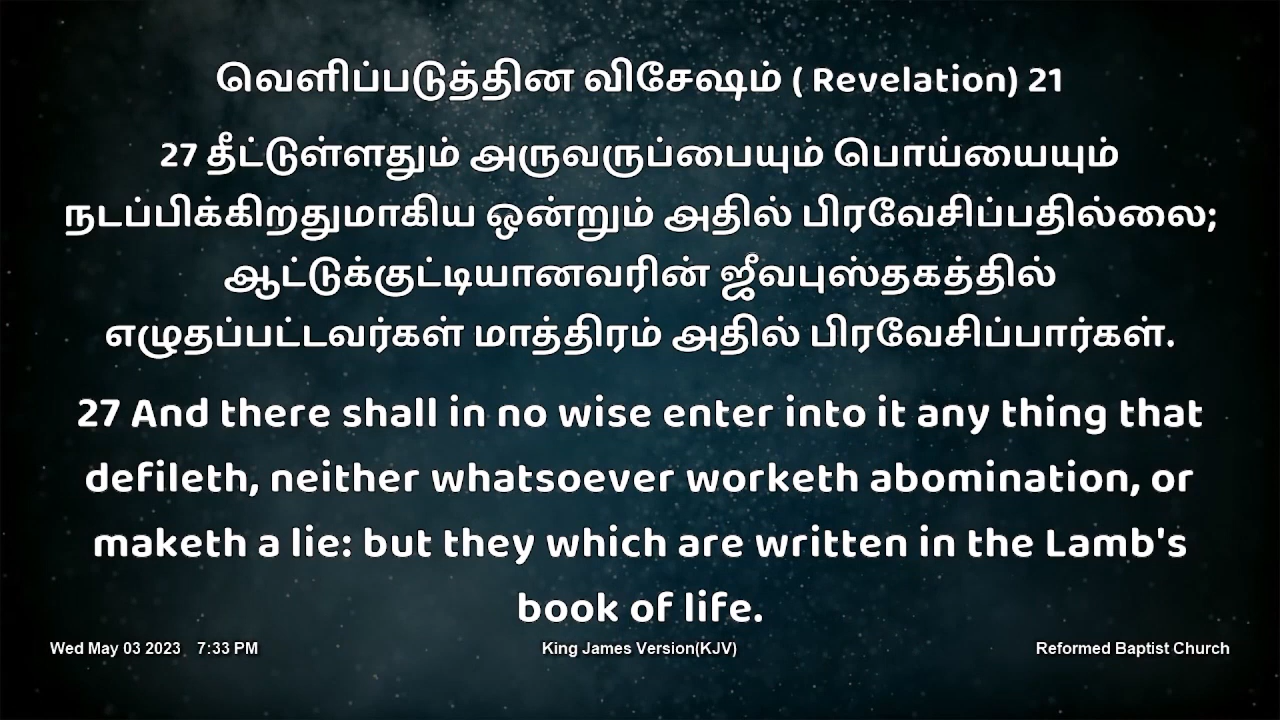 வெளிப்படுத்தின விசேஷம் ( Revelation) 21
27 தீட்டுள்ளதும் அருவருப்பையும் பொய்யையும்
நடப்பிக்கிறதுமாகிய ஒன்றும் அதில் பிரவேசிப்பதில்லை;
ஆட்டுக்குட்டியானவரின் ஜீவபுஸ்தகத்தில்
எழுதப்பட்டவர்கள் மாத்திரம் அதில் பிரவேசிப்பார்கள்.
27 And there shall in no wise enter into it any thing that
defileth, neither whatsoever worketh abomination, or
maketh a lie: but they which are written in the Lamb's
book of life.
Wed May 03 2023 7:33 PM King James Version(KJV) Reformed Baptist Church